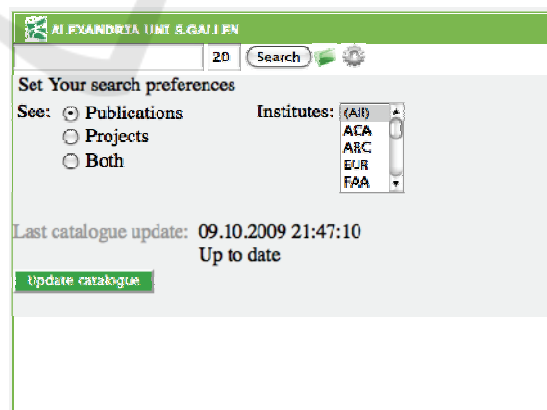 ALEXANDRIA UNI S.GALLEN
20 Search
Set Your search preferences
See: Publications Institutes: (All)
Projects ACA
ARC
Both EUR
FAA
Last catalogue update: 09.10.2009 21:47:10
Up to date
Update catalogue